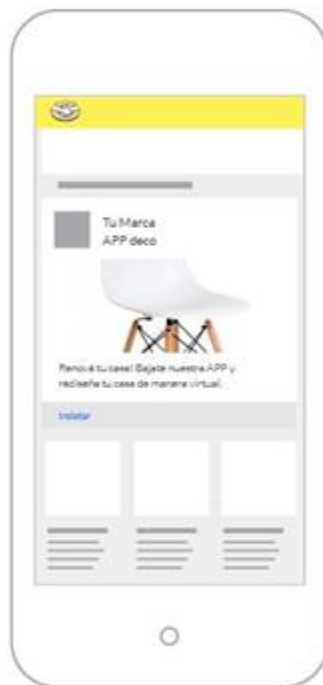 Tu Marca
APP deco
Renová tu casa! Bajate nuestra APP y
rediseña tu casa de manera virtual.
Instalar